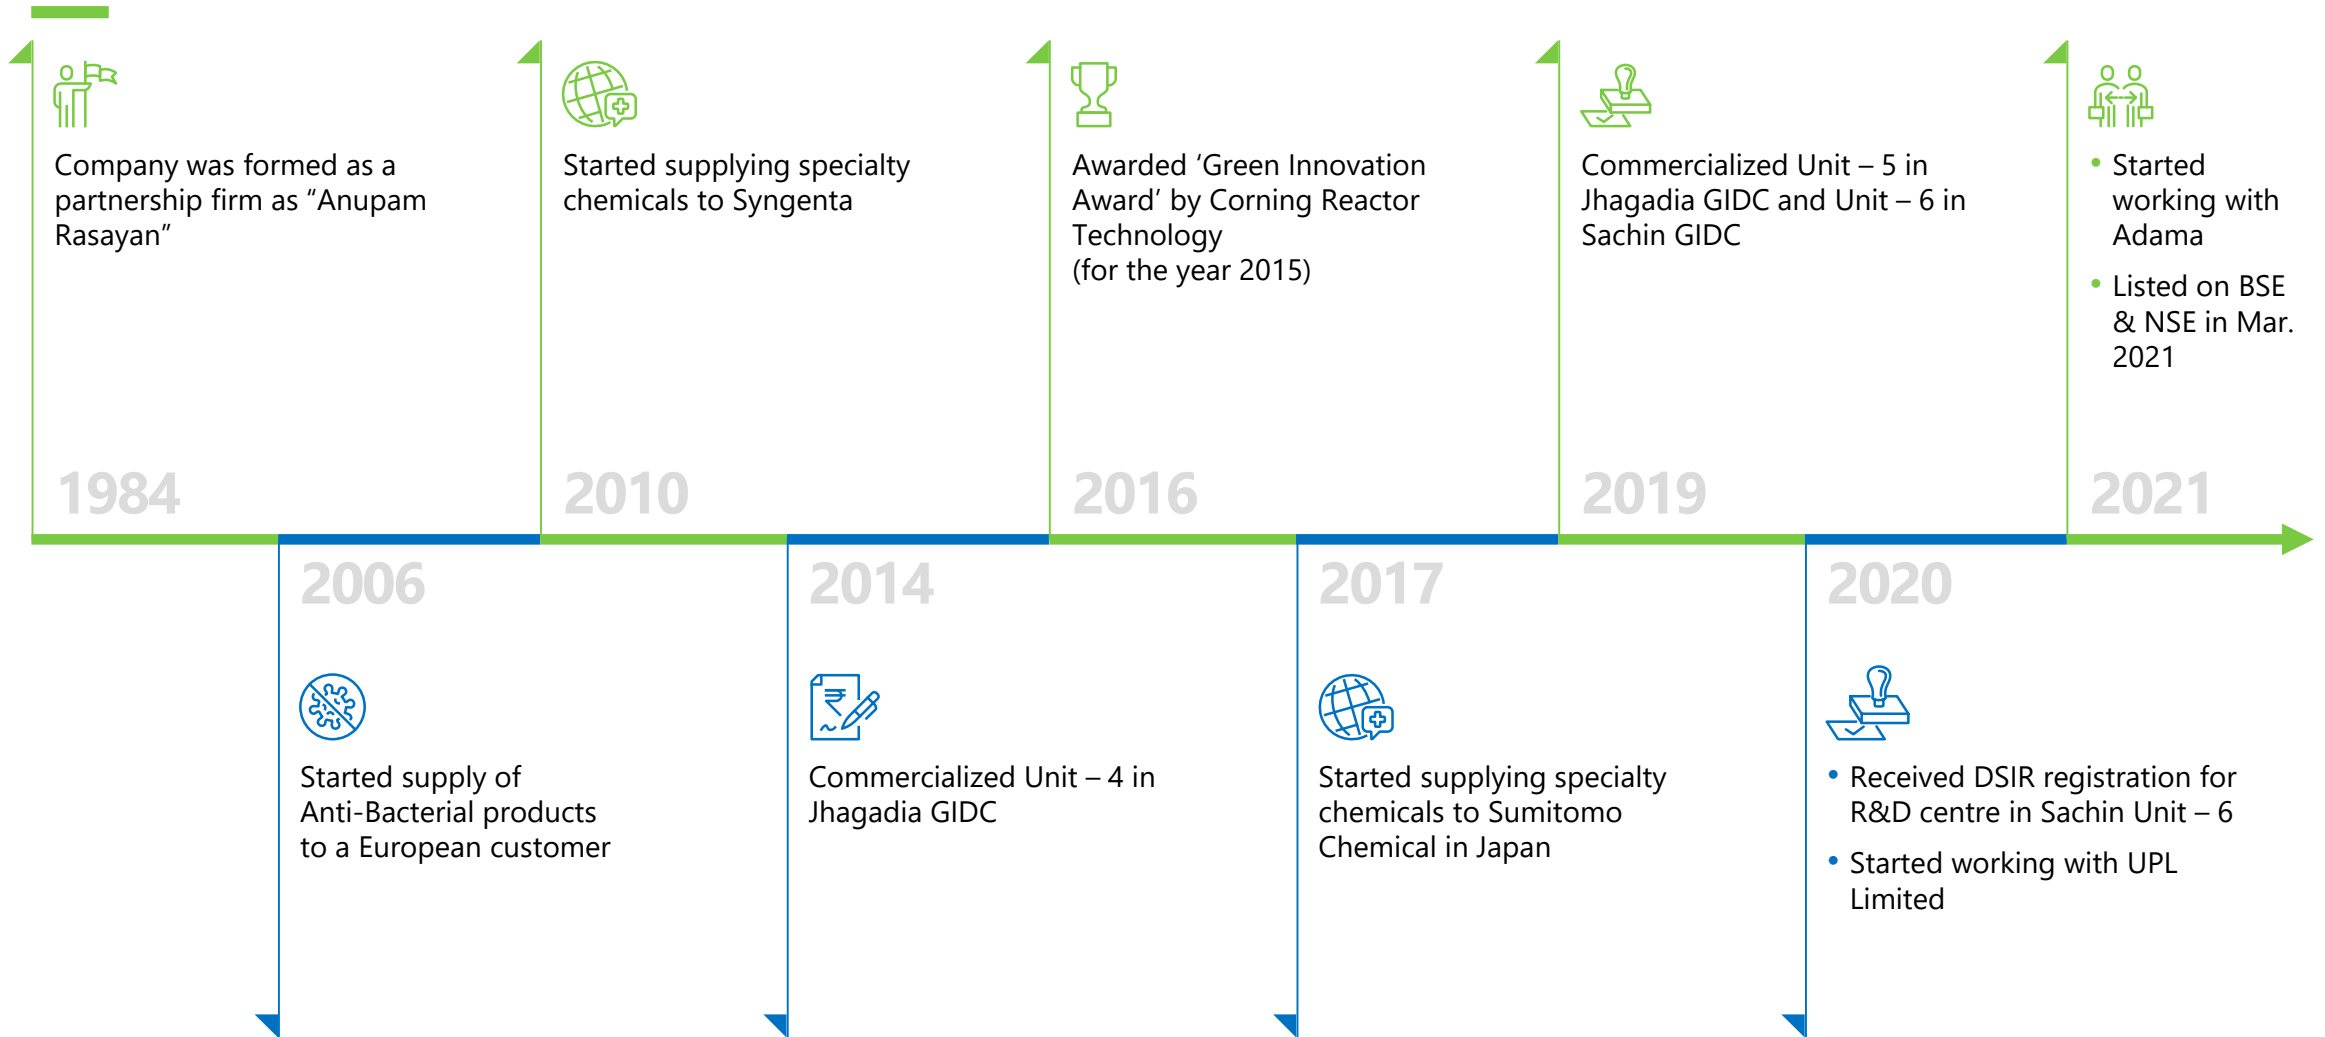 Company was formed as a
partnership firm as “Anupam
Rasayan”
1984
Started supply of
Anti-Bacterial products
to a European customer
2006
Started supplying specialty
chemicals to Syngenta
2010
Commercialized Unit – 4 in
Jhagadia GIDC
2014
Awarded ‘Green Innovation
Award’ by Corning Reactor
Technology
(for the year 2015)
2016
2017
Started supplying specialty
chemicals to Sumitomo
Chemical in Japan
Commercialized Unit – 5 in
Jhagadia GIDC and Unit – 6 in
Sachin GIDC
2019
2020
• Received DSIR registration for
R&D centre in Sachin Unit – 6
• Started working with UPL
Limited
• Started
working with
Adama
• Listed on BSE
& NSE in Mar.
2021
2021